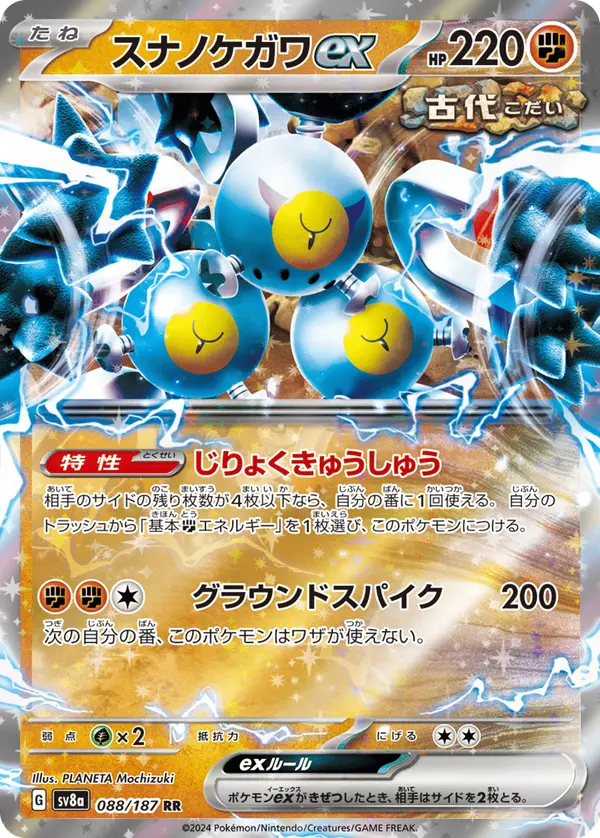 たね
スナノケガワex
HP220
古代こだい
特性 とくせい じりょくきゅうしゅう
相手のサイドの残り枚数が4枚以下なら、自分の番に1回使える。自分の
トラッシュから「基本エネルギー」を1枚選び、このポケモンにつける。
グラウンドスパイク 200
次の自分の番、このポケモンはワザが使えない。
弱点 ×2 抵抗力 にげる
Illus. PLANETA Mochizuki
exルール
ポケモンexがきぜつしたとき、相手はサイドを2枚とる。
G sv8a 088/187 RR
©2024 Pokémon/Nintendo/Creatures/GAME FREAK.